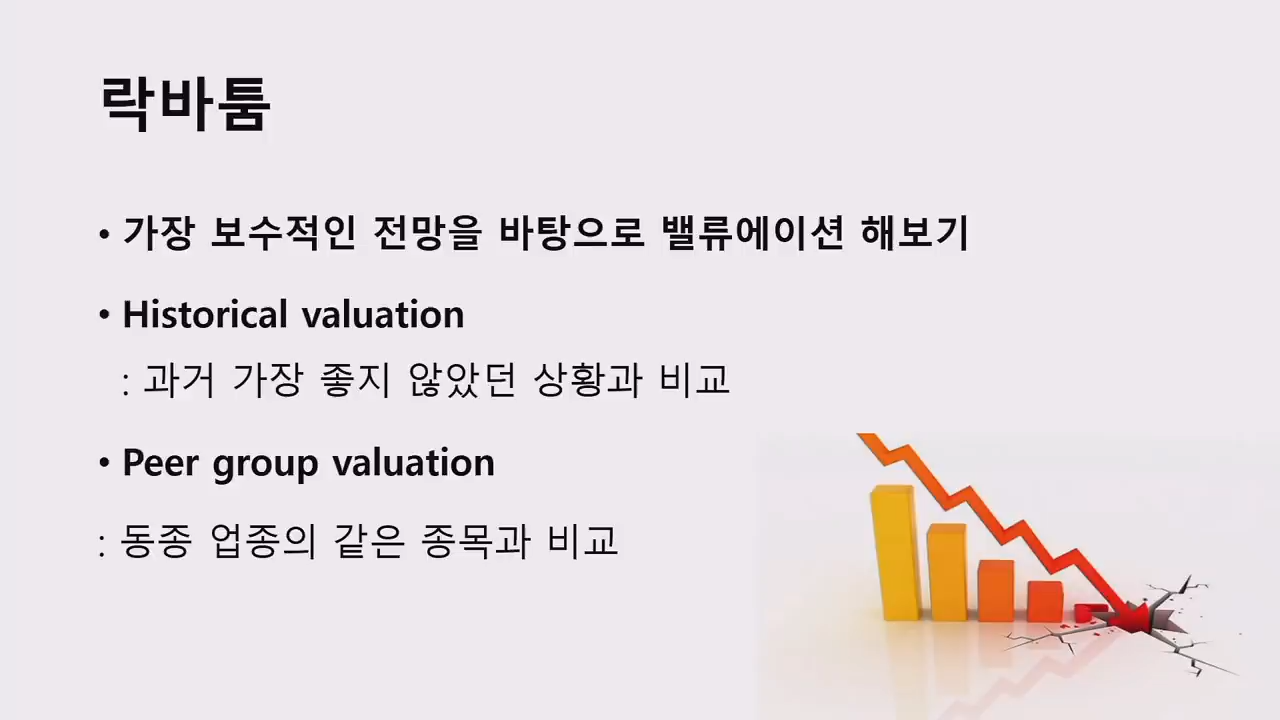 락바툼
• 가장 보수적인 전망을 바탕으로 밸류에이션 해보기
• Historical valuation
: 과거 가장 좋지 않았던 상황과 비교
• Peer group valuation
: 동종 업종의 같은 종목과 비교